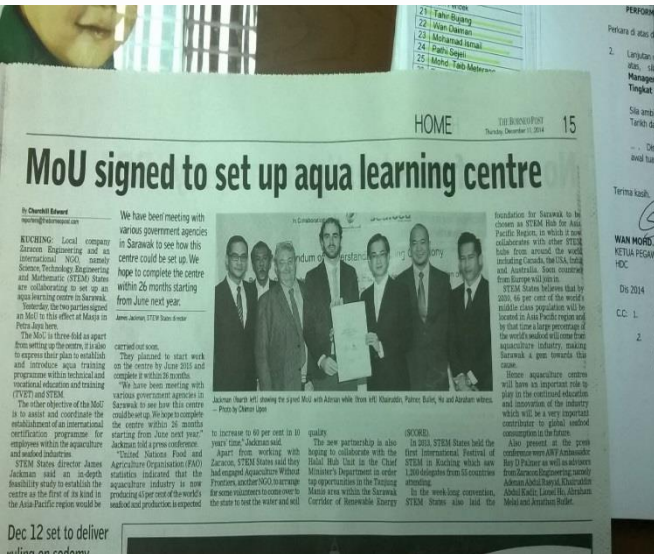 21 Tahir Bujang
22 Wan Daiman
23 Mohamad Ismail
24 Pathi Sejeli
25 Mohd. Taib
HOME
THE BORNEO POST
Thursday, December 11, 2014
15
MoU signed to set up aqua learning centre
By Churchill Edward
reporters@theborneopost.com
KUCHING: Local company
Zaracon Engineering and an
international NGO, namely
Science, Technology, Engineering
and Mathematic (STEM) States
are collaborating to set up an
aqua learning centre in Sarawak.
Yesterday, the two parties signed
an MoU to this effect at Masja in
Petra Jaya here.
The MoU is three-fold as apart
from setting up the centre, it is also
to express their plan to establish
and introduce aqua training
programme within technical and
vocational education and training
(TVET) and STEM.
The other objective of the MoU
is to assist and coordinate the
establishment of an international
certification programme for
employees within the aquaculture
and seafood industries.
STEM States director James
Jackman said an in-depth
feasibility study to establish the
centre as the first of its kind in
the Asia-Pacific region would be
We have been meeting with
various government agencies
in Sarawak to see how this
centre could be set up. We
hope to complete the centre
within 26 months starting
from June next year.
James Jackman, STEM States director
carried out soon.
They planned to start work
on the centre by June 2015 and
complete it within 26 months.
"We have been meeting with
various government agencies in
Sarawak to see how this centre
could be setup. We hope to complete
the centre within 26 months
starting from June next year,"
Jackman told a press conference.
"United Nations Food and
Agriculture Organisation (FAO)
statistics indicated that the
aquaculture industry is now
producing 45 per cent of the world's
seafood and production is expected
Jackman (fourth left) showing the signed MoU with Adenan while (from left) Khairuddin, Palmer, Bullet, Ho and Abraham witness.
— Photo by Chimon Upon
to increase to 60 per cent in 10
years' time," Jackman said.
Apart from working with
Zaracon, STEM States said they
had engaged Aquaculture Without
Frontiers, another NGO, to arrange
for some volunteers to come over to
the state to test the water and soil
quality.
The new partnership is also
hoping to collaborate with the
Halal Hub Unit in the Chief
Minister's Department in order
tap opportunities in the Tanjung
Manis area within the Sarawak
Corridor of Renewable Energy
(SCORE).
In 2013, STEM States held the
first International Festival of
STEM in Kuching which saw
1,200 delegates from 55 countries
attending.
In the week-long convention,
STEM States also laid the
foundation for Sarawak to be
chosen as STEM Hub for Asia
Pacific Region, in which it now
collaborates with other STEM
hubs from around the world
including Canada, the USA, India
and Australia. Soon countries
from Europe will join in.
STEM States believes that by
2030, 66 per cent of the world's
middle class population will be
located in Asia Pacific region and
by that time a large percentage of
the world's seafood will come from
aquaculture industry, making
Sarawak a gem towards this
cause.
Hence aquaculture centres
will have an important role to
play in the continued education
and innovation of the industry
which will be a very important
contributor to global seafood
consumption in the future.
Also present at the press
conference were AWF Ambassador
Roy D Palmer as well as advisors
from Zaracon Engineering; namely
Adenan Abdul Rasyat, Khairuddin
Abdul Kadir, Lionel Ho, Abraham
Melai and Jonathan Bullet.
Dec 12 set to deliver
PERFORM
Perkara di atas d
2. Lanjutan
atas,
Manage
Tingkat
Sila
Tarikh
awal
Terima kasih.
WAN MOHD.
KETUA PEGAW
HDC
Dis 2014
C.C: 1.
2.